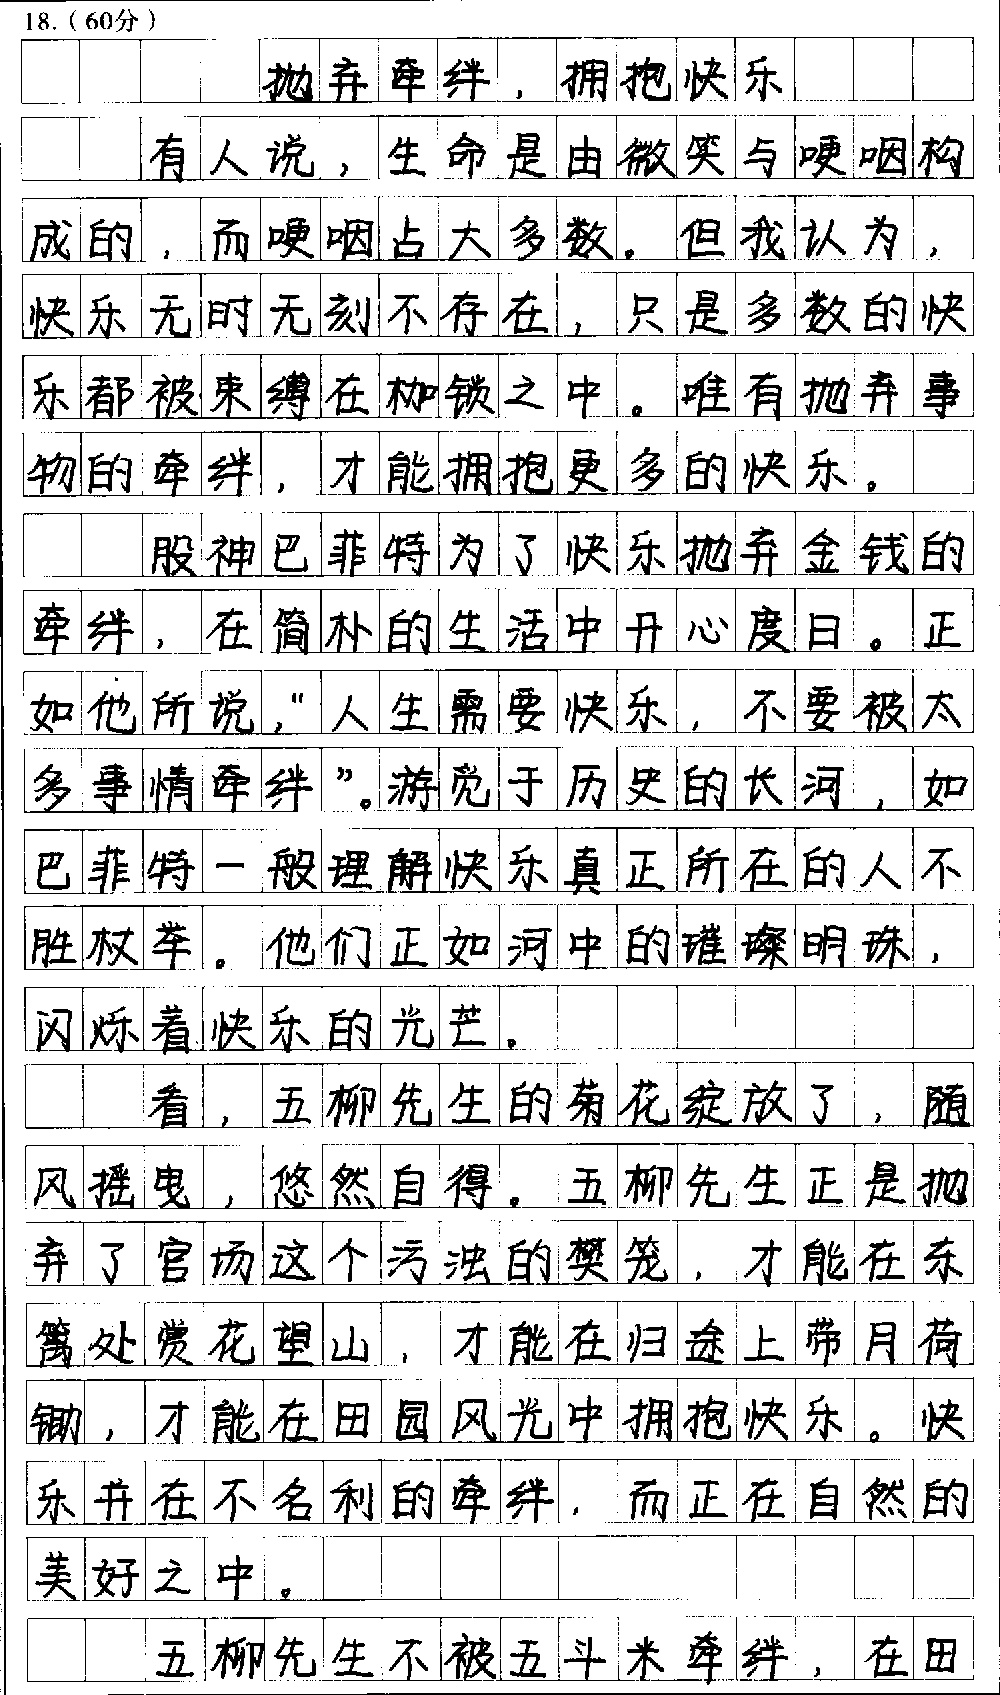 18.（60分）
抛弃牵绊，拥抱快乐
有人说，生命是由微笑与哽咽构
成的，而哽咽占大多数。但我认为，
快乐无时无刻不存在，只是多数的快
乐都被束缚在枷锁之中。唯有抛弃事
物的牵绊，才能拥抱更多的快乐。
股神巴菲特为了快乐抛弃金钱的
牵绊，在简朴的生活中开心度日。正
如他所说，“人生需要快乐，不要被太
多事情牵绊”。游览于历史的长河，如
巴菲特一般理解快乐真正所在的人不
胜枚举。他们正如河中的璀璨明珠，
闪烁着快乐的光芒。
看，五柳先生的菊花绽放了，随
风摇曳，悠然自得。五柳先生正是抛
弃了官场这个污浊的樊笼，才能在东
篱处赏花望山，才能在归途上带月荷
锄，才能在田园风光中拥抱快乐。快
乐并在不名利的牵绊，而正在自然的
美好之中。
五柳先生不被五斗米牵绊，在田